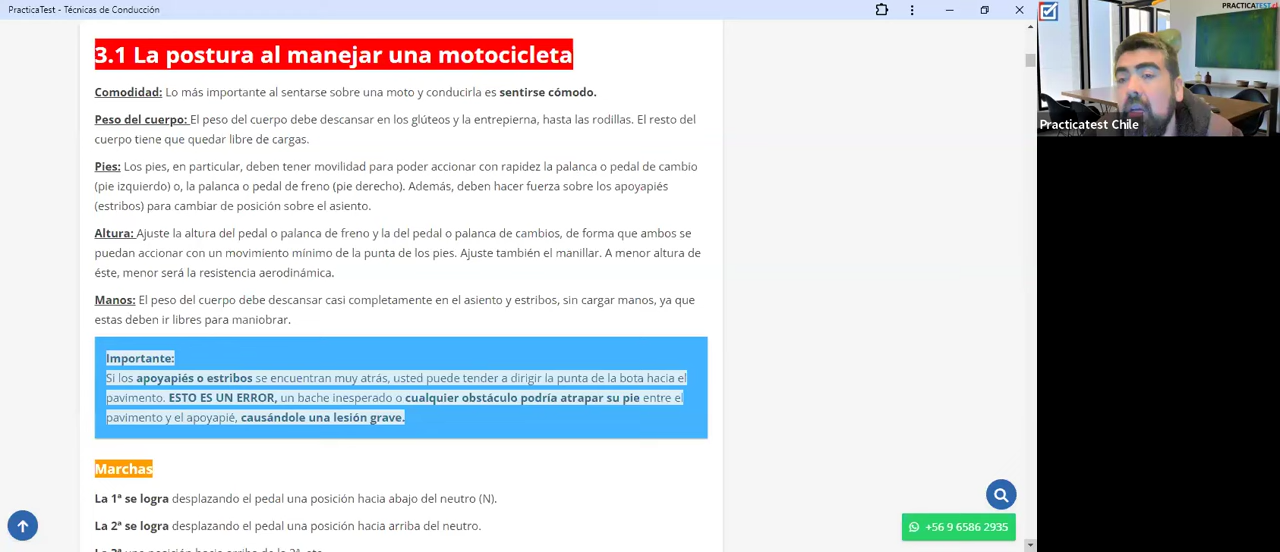 PracticaTest - Técnicas de Conducción
PRACTICATEST.cl
3.1 La postura al manejar una motocicleta
Comodidad: Lo más importante al sentarse sobre una moto y conducirla es sentirse cómodo.
Peso del cuerpo: El peso del cuerpo debe descansar en los glúteos y la entrepierna, hasta las rodillas. El resto del
cuerpo tiene que quedar libre de cargas.
Practicatest Chile
Pies: Los pies, en particular, deben tener movilidad para poder accionar con rapidez la palanca o pedal de cambio
(pie izquierdo) o, la palanca o pedal de freno (pie derecho). Además, deben hacer fuerza sobre los apoyapiés
(estribos) para cambiar de posición sobre el asiento.
Altura: Ajuste la altura del pedal o palanca de freno y la del pedal o palanca de cambios, de forma que ambos se
puedan accionar con un movimiento mínimo de la punta de los pies. Ajuste también el manillar. A menor altura de
éste, menor será la resistencia aerodinámica.
Manos: El peso del cuerpo debe descansar casi completamente en el asiento y estribos, sin cargar manos, ya que
estas deben ir libres para maniobrar.
Importante:
Si los apoyapiés o estribos se encuentran muy atrás, usted puede tender a dirigir la punta de la bota hacia el
pavimento. ESTO ES UN ERROR, un bache inesperado o cualquier obstáculo podría atrapar su pie entre el
pavimento y el apoyapié, causándole una lesión grave.
Marchas
La 1ª se logra desplazando el pedal una posición hacia abajo del neutro (N).
La 2ª se logra desplazando el pedal una posición hacia arriba del neutro.
La 3ª una posición hacia arriba de la 2ª, etc.
+56 9 6586 2935